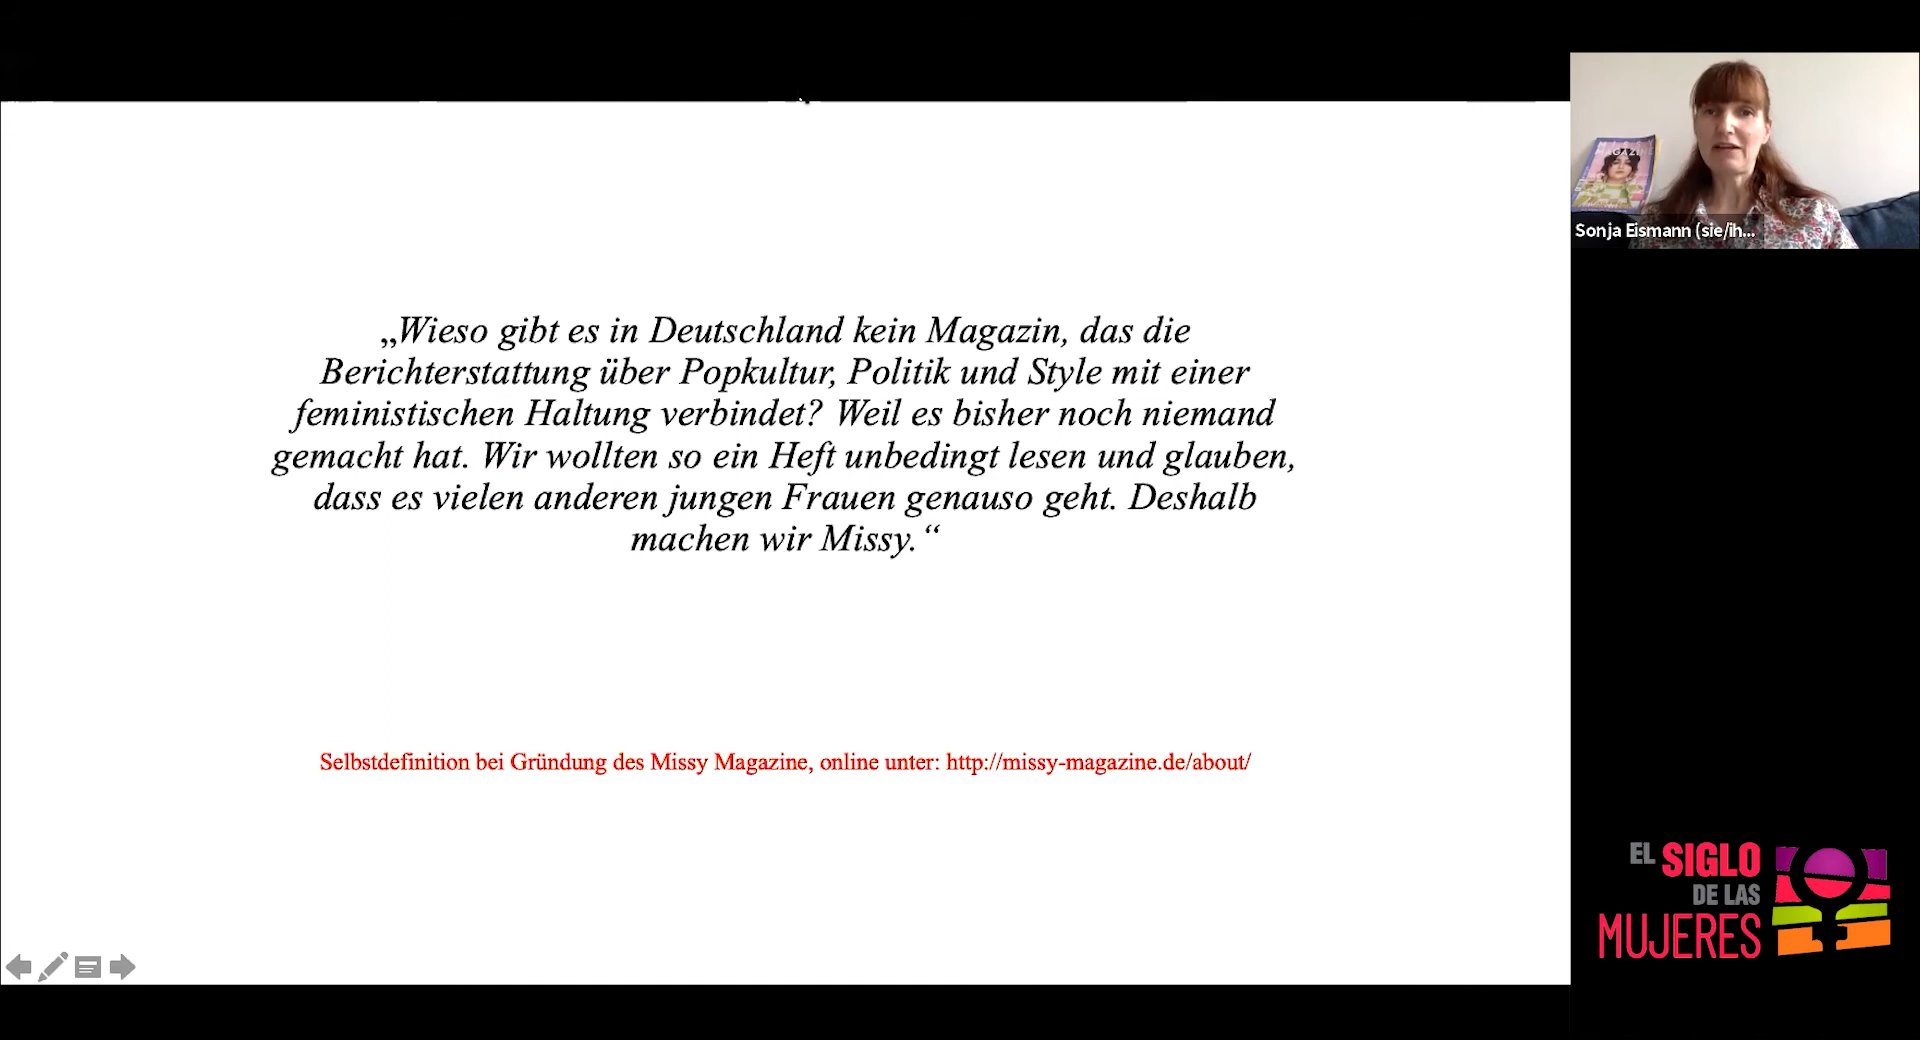 „Wieso gibt es in Deutschland kein Magazin, das die
Berichterstattung über Popkultur, Politik und Style mit einer
feministischen Haltung verbindet? Weil es bisher noch niemand
gemacht hat. Wir wollten so ein Heft unbedingt lesen und glauben,
dass es vielen anderen jungen Frauen genauso geht. Deshalb
machen wir Missy.“
Selbstdefinition bei Gründung des Missy Magazine, online unter: http://missy-magazine.de/about/
MAGAZINE
Sonja Eismann (sie/ih...
EL SIGLO
DE LAS
MUJERES